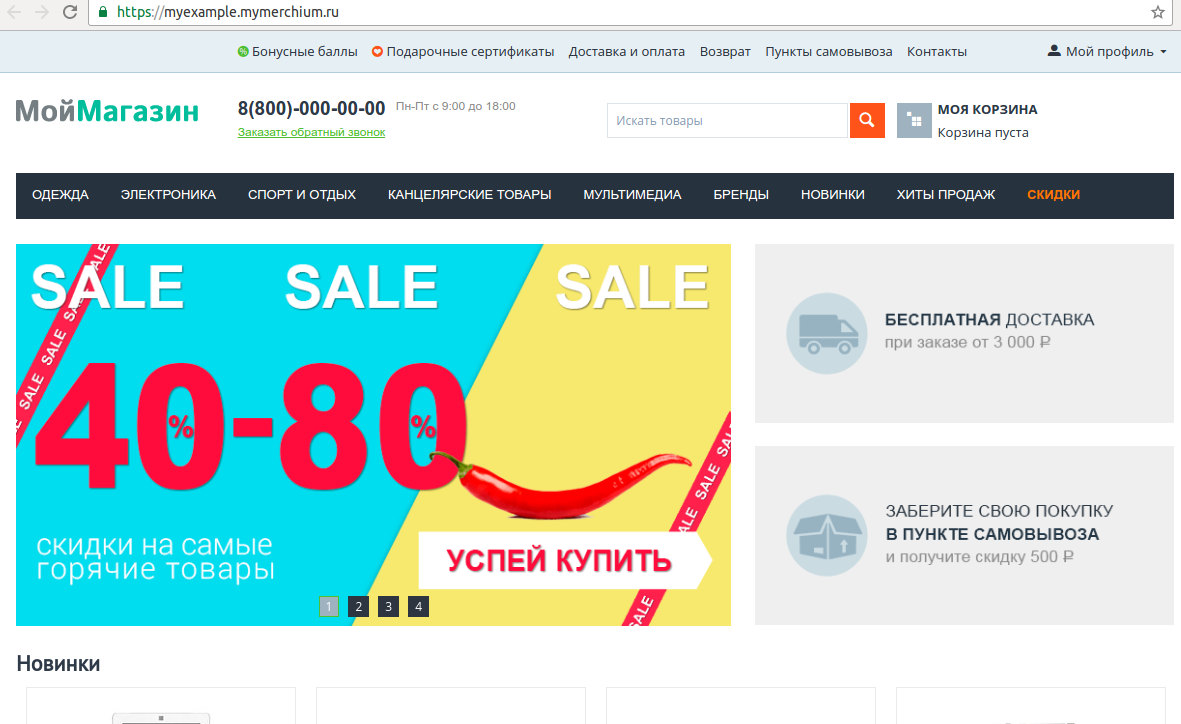 https://myexample.mymerchium.ru
Бонусные баллы Подарочные сертификаты Доставка и оплата Возврат Пункты самовывоза Контакты Мой профиль
МойМагазин
8(800)-000-00-00 Пн-Пт с 9:00 до 18:00
Заказать обратный звонок
Искать товары
МОЯ КОРЗИНА
Корзина пуста
ОДЕЖДА ЭЛЕКТРОНИКА СПОРТ И ОТДЫХ КАНЦЕЛЯРСКИЕ ТОВАРЫ МУЛЬТИМЕДИА БРЕНДЫ НОВИНКИ ХИТЫ ПРОДАЖ СКИДКИ
SALE SALE SALE
SALE SALE SALE SALE
40%-80%
скидки на самые
горячие товары
УСПЕЙ КУПИТЬ
SALE SALE SALE SALE
1 2 3 4
БЕСПЛАТНАЯ ДОСТАВКА
при заказе от 3 000 ₽
ЗАБЕРИТЕ СВОЮ ПОКУПКУ
В ПУНКТЕ САМОВЫВОЗА
и получите скидку 500 ₽
Новинки